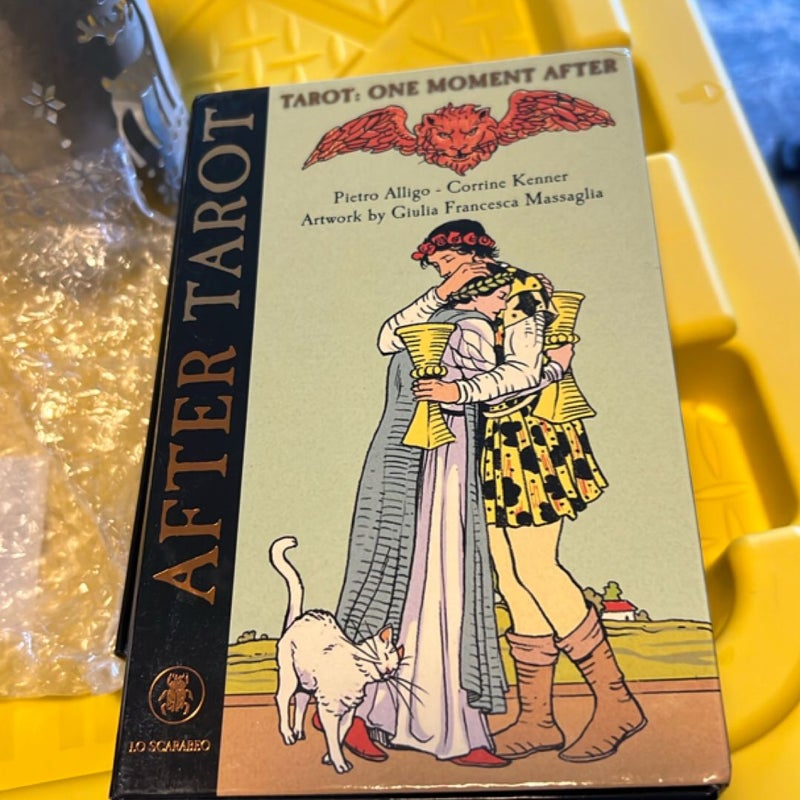 TAROT: ONE MOMENT AFTER
Pietro Alligo - Corrine Kenner
Artwork by Giulia Francesca Massaglia
AFTER TAROT
LO SCARABEO